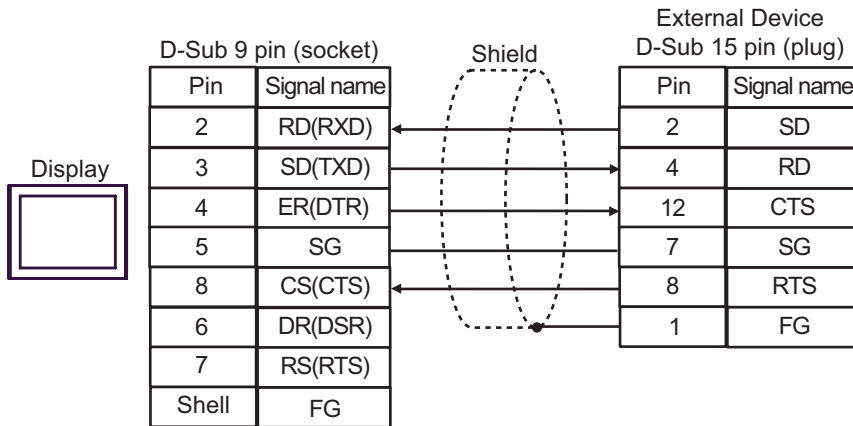 External Device
D-Sub 9 pin (socket) Shield D-Sub 15 pin (plug)
Pin Signal name Pin Signal name
2 RD(RXD) 2 SD
Display 3 SD(TXD) 4 RD
4 ER(DTR) 12 CTS
5 SG 7 SG
8 CS(CTS) 8 RTS
6 DR(DSR) 1 FG
7 RS(RTS)
Shell FG